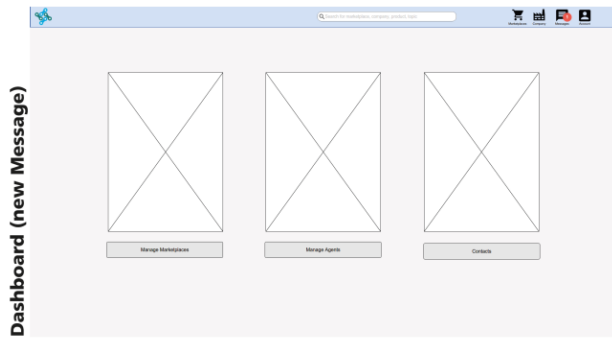 Dashboard (new Message)
Search for marketplace, company, product, topic
Marketplaces
Company
Messages
Account
Manage Marketplaces
Manage Agents
Contacts